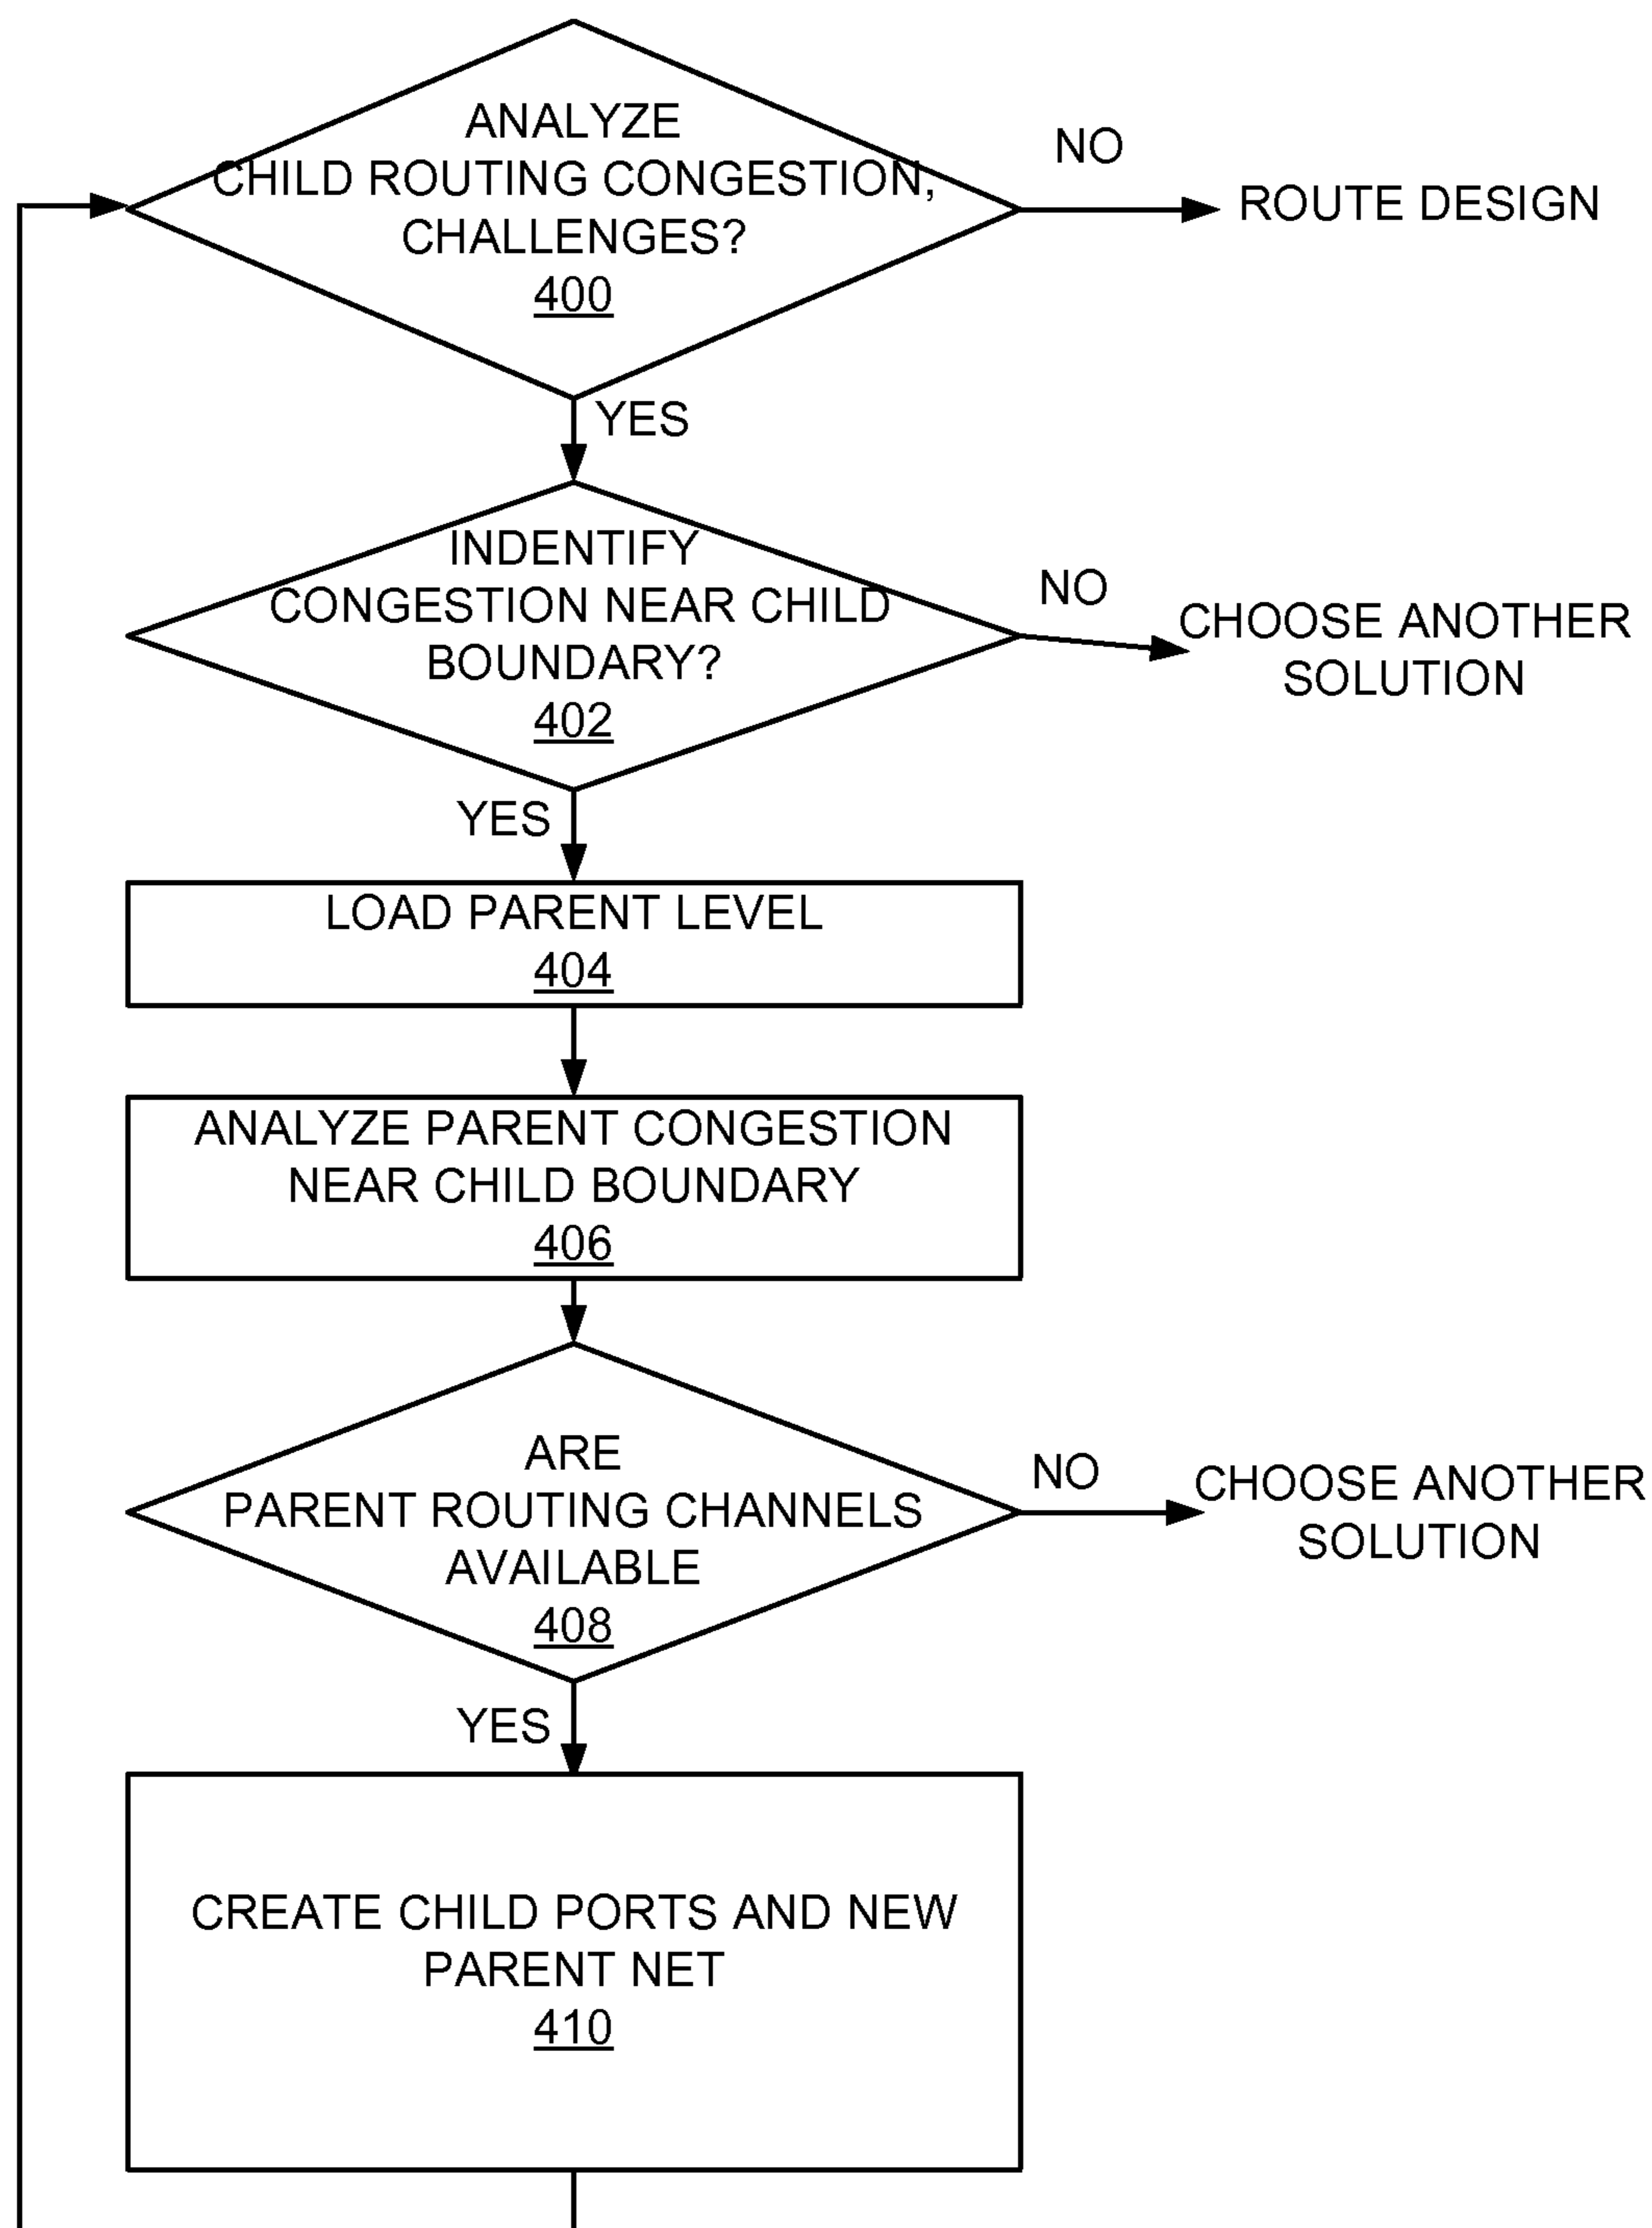 ANALYZE
CHILD ROUTING CONGESTION,
CHALLENGES?
400
NO
ROUTE DESIGN
YES
INDENTIFY
CONGESTION NEAR CHILD
BOUNDARY?
402
NO
CHOOSE ANOTHER
SOLUTION
YES
LOAD PARENT LEVEL
404
ANALYZE PARENT CONGESTION
NEAR CHILD BOUNDARY
406
ARE
PARENT ROUTING CHANNELS
AVAILABLE
408
NO
CHOOSE ANOTHER
SOLUTION
YES
CREATE CHILD PORTS AND NEW
PARENT NET
410